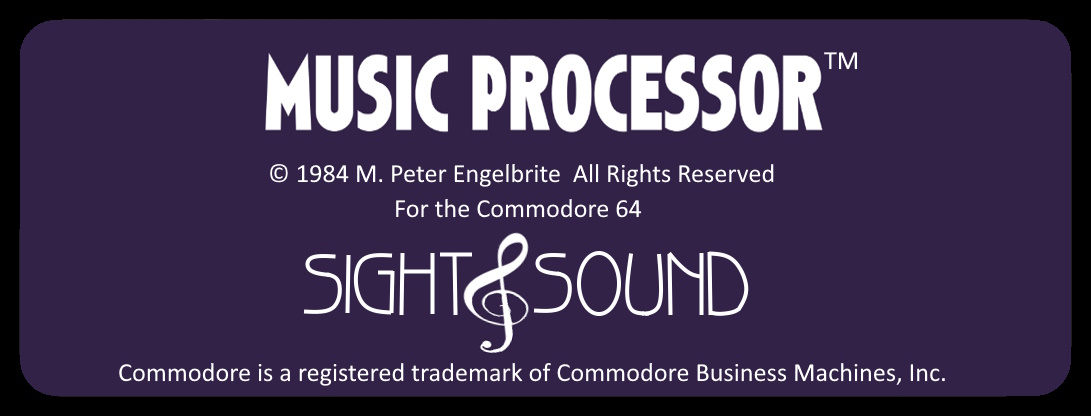 MUSIC PROCESSOR™
© 1984 M. Peter Engelbrite All Rights Reserved
For the Commodore 64
SIGHT & SOUND
Commodore is a registered trademark of Commodore Business Machines, Inc.